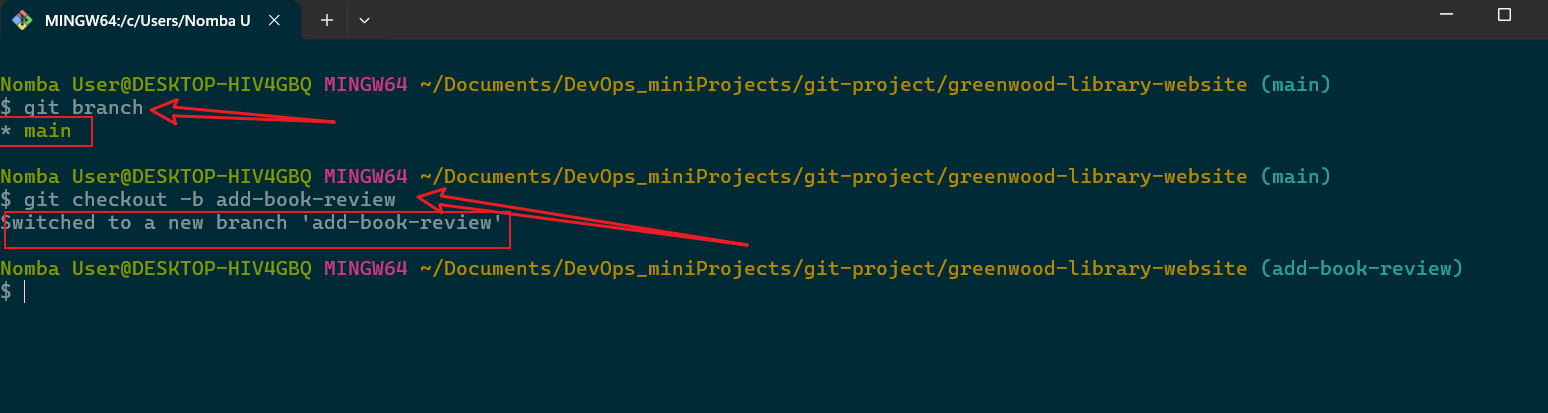 MINGW64:/c/Users/Nomba U
Nomba User@DESKTOP-HIV4GBQ MINGW64 ~/Documents/DevOps_miniProjects/git-project/greenwood-library-website (main)
$ git branch
* main
Nomba User@DESKTOP-HIV4GBQ MINGW64 ~/Documents/DevOps_miniProjects/git-project/greenwood-library-website (main)
$ git checkout -b add-book-review
Switched to a new branch 'add-book-review'
Nomba User@DESKTOP-HIV4GBQ MINGW64 ~/Documents/DevOps_miniProjects/git-project/greenwood-library-website (add-book-review)
$